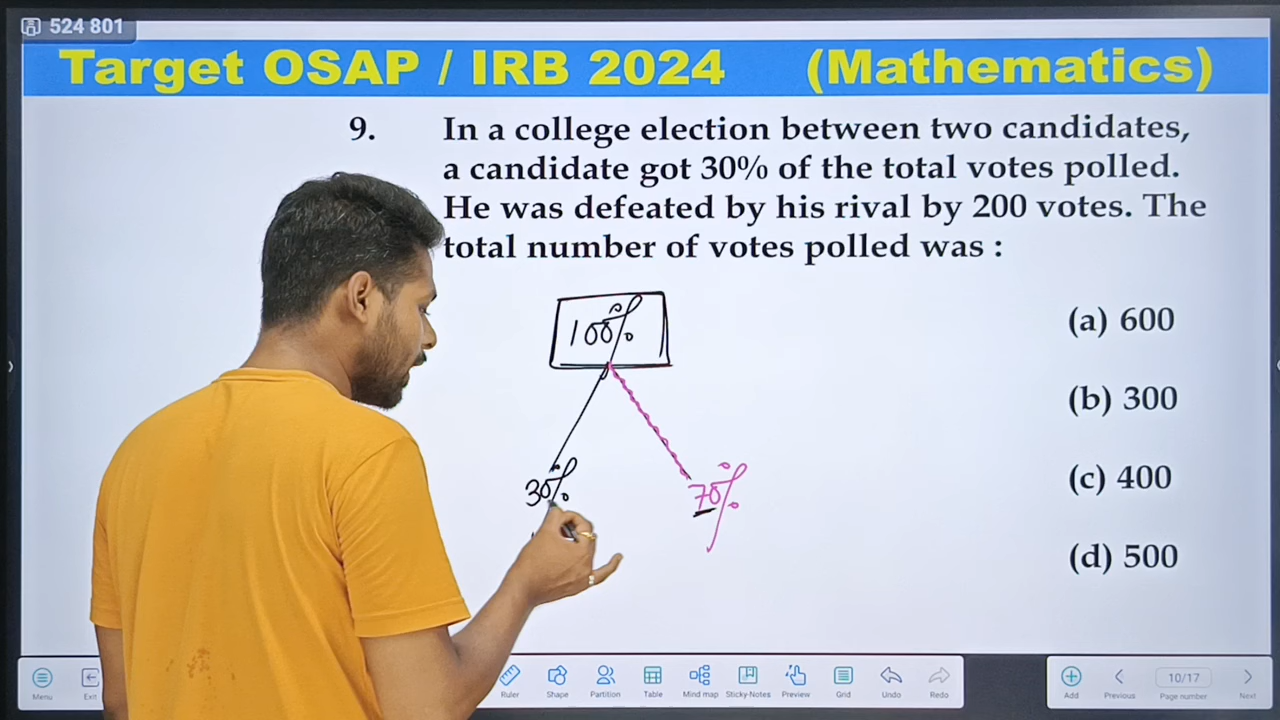 524 801
Target OSAP / IRB 2024 (Mathematics)
9. In a college election between two candidates,
a candidate got 30% of the total votes polled.
He was defeated by his rival by 200 votes. The
total number of votes polled was :
100%
30%
70%
(a) 600
(b) 300
(c) 400
(d) 500
Menu Exit Ruler Shape Partition Table Mind map Sticky-Notes Preview Grid Undo Redo Add Previous 10/17 Page number Next